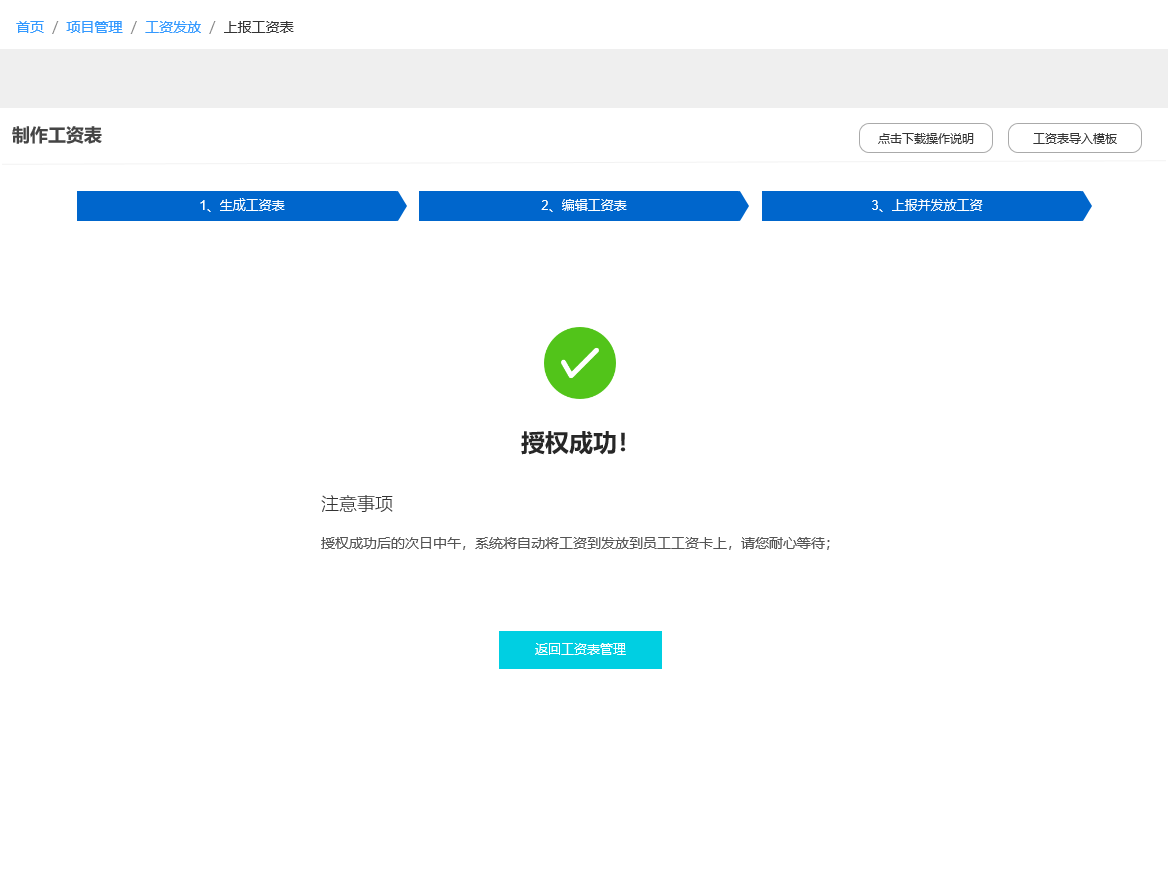 首页 / 项目管理 / 工资发放 / 上报工资表
制作工资表
点击下载操作说明 工资表导入模板
1、生成工资表 2、编辑工资表 3、上报并发放工资
授权成功！
注意事项
授权成功后的次日中午，系统将自动将工资到发放到员工工资卡上，请您耐心等待；
返回工资表管理